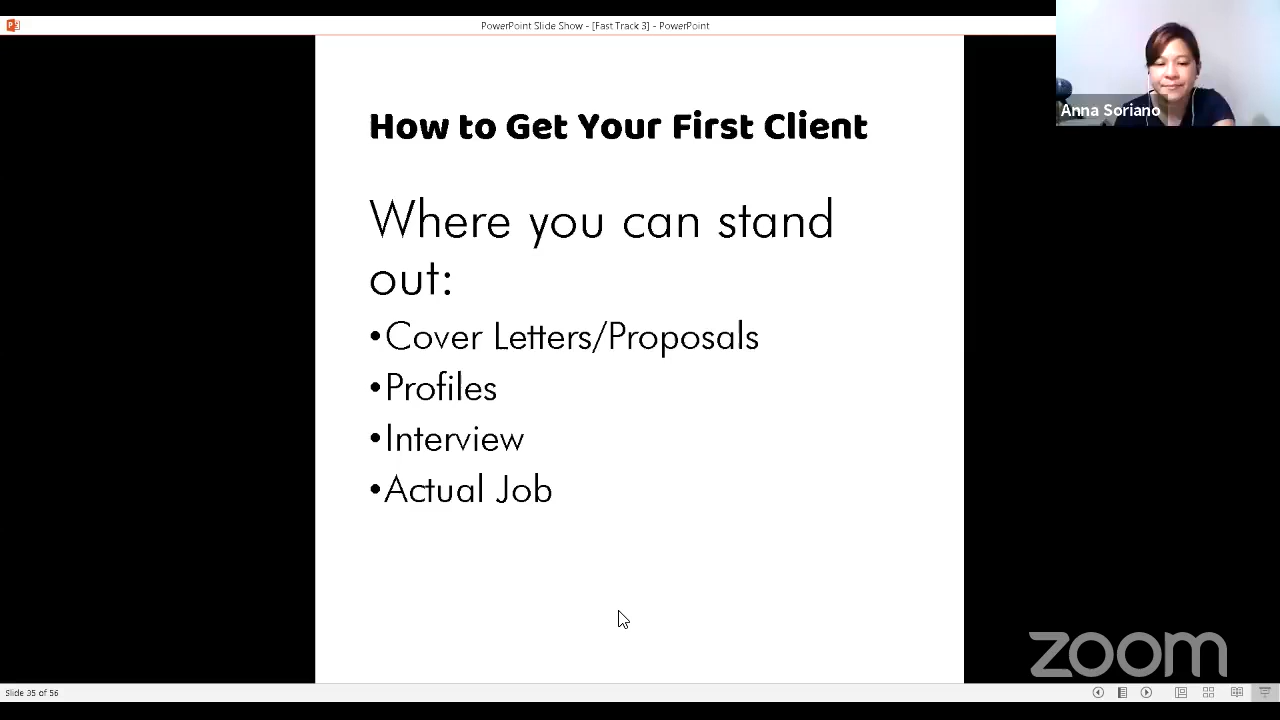 PowerPoint Slide Show - [Fast Track 3] - PowerPoint
Anna Soriano
How to Get Your First Client
Where you can stand
out:
•Cover Letters/Proposals
•Profiles
•Interview
•Actual Job
zoom
Slide 35 of 56